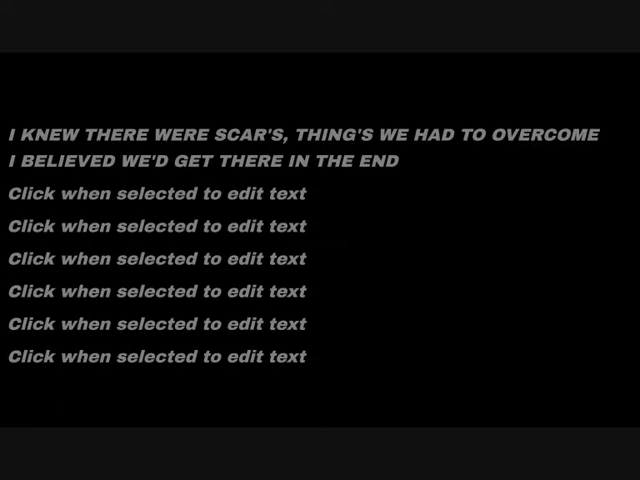 I KNEW THERE WERE SCAR'S, THING'S WE HAD TO OVERCOME
I BELIEVED WE'D GET THERE IN THE END
Click when selected to edit text
Click when selected to edit text
Click when selected to edit text
Click when selected to edit text
Click when selected to edit text
Click when selected to edit text